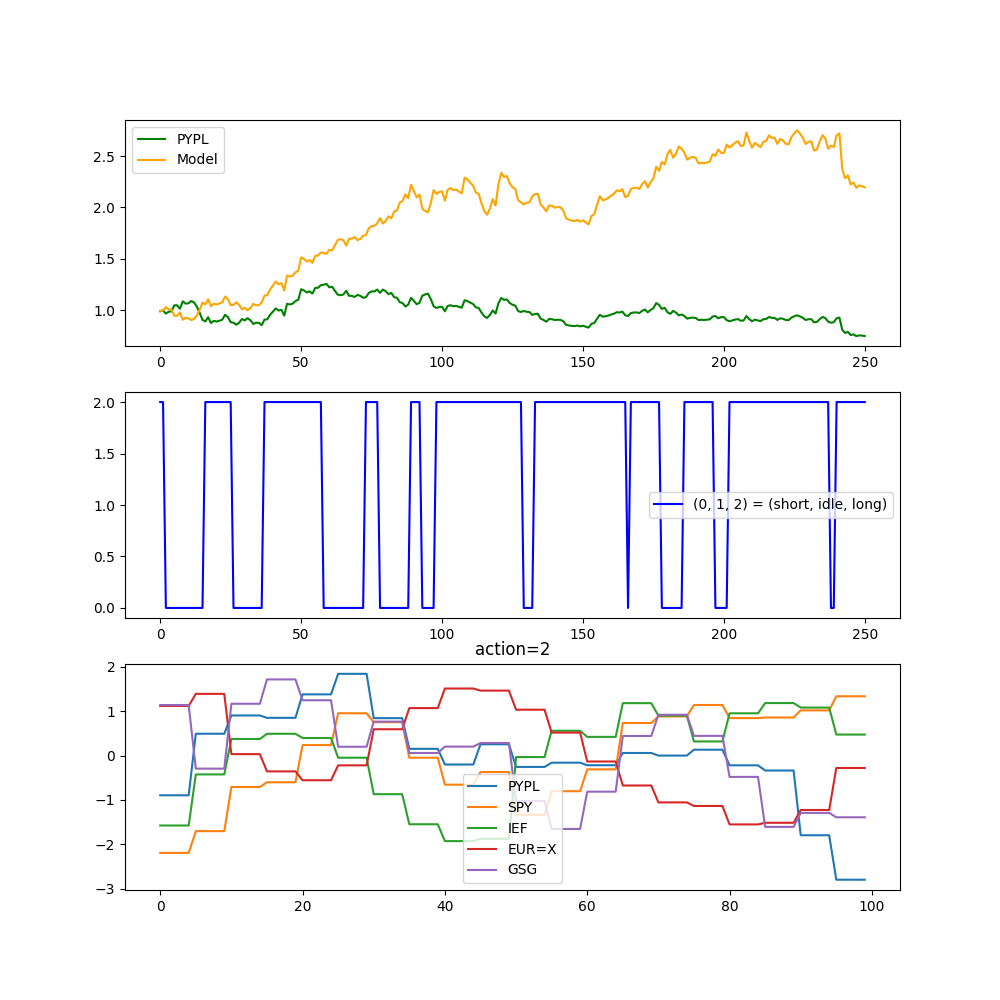 PYPL
Model
2.5
2.0
1.5
1.0
0 50 100 150 200 250
2.0
1.5
1.0
0.5
0.0
(0, 1, 2) = (short, idle, long)
0 50 100 150 200 250
action=2
2
1
0
−1
−2
−3
PYPL
SPY
IEF
EUR=X
GSG
0 20 40 60 80 100